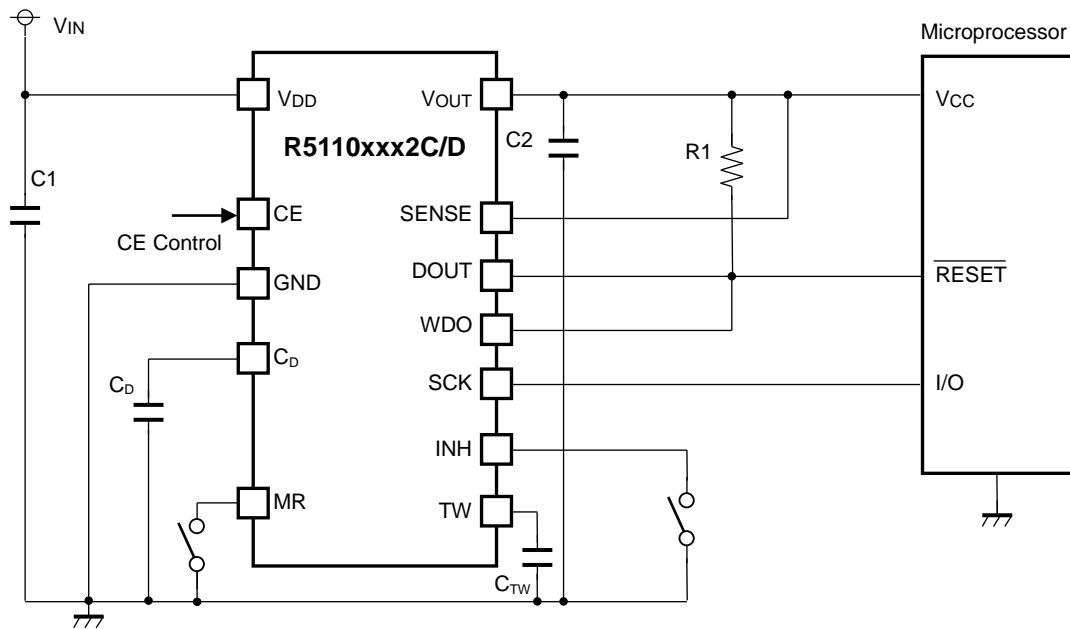 VIN
Microprocessor
VDD
VOUT
VCC
R5110xxx2C/D
C2
R1
C1
CE
SENSE
CE Control
DOUT
RESET
GND
WDO
CD
CD
SCK
I/O
INH
MR
TW
CTW